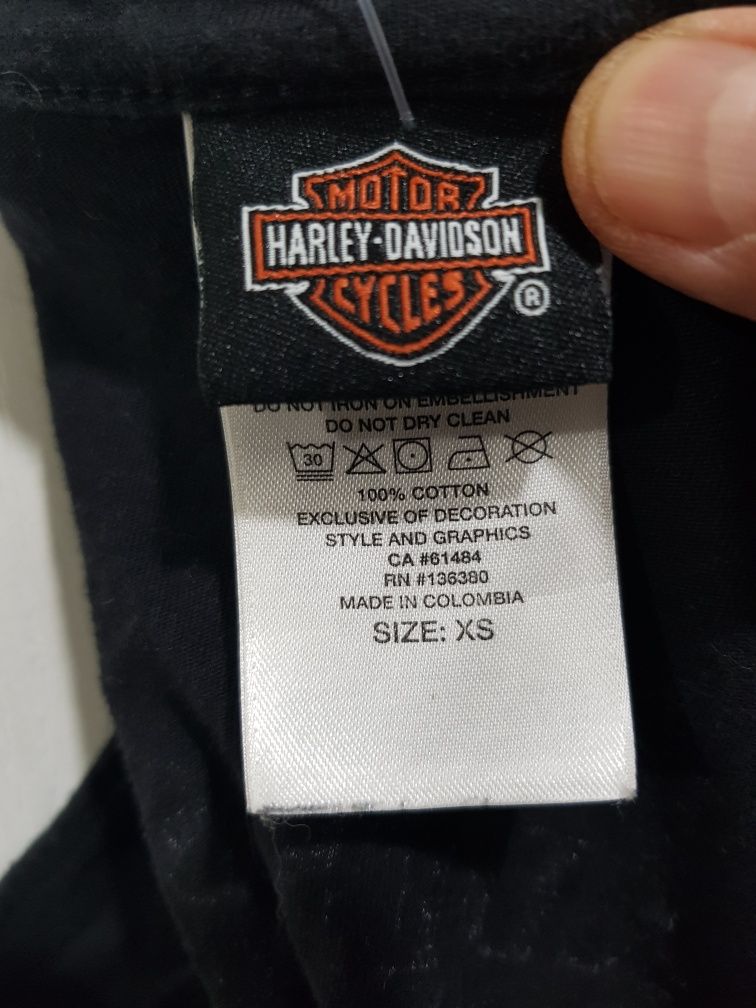 MOTOR
HARLEY-DAVIDSON
CYCLES
®
DO NOT IRON ON EMBELLISHMENT
DO NOT DRY CLEAN
30
100% COTTON
EXCLUSIVE OF DECORATION
STYLE AND GRAPHICS
CA #61484
RN #136380
MADE IN COLOMBIA
SIZE: XS